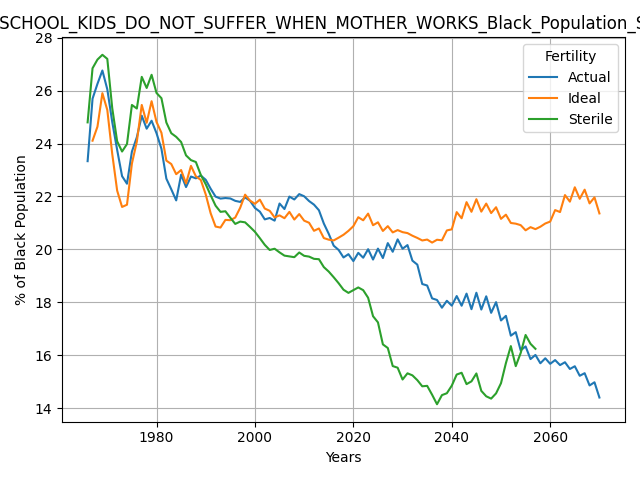 SCHOOL_KIDS_DO_NOT_SUFFER_WHEN_MOTHER_WORKS_Black_Population_S
28
26
24
22
20
18
16
14
% of Black Population
Fertility
Actual
Ideal
Sterile
1980
2000
2020
2040
2060
Years